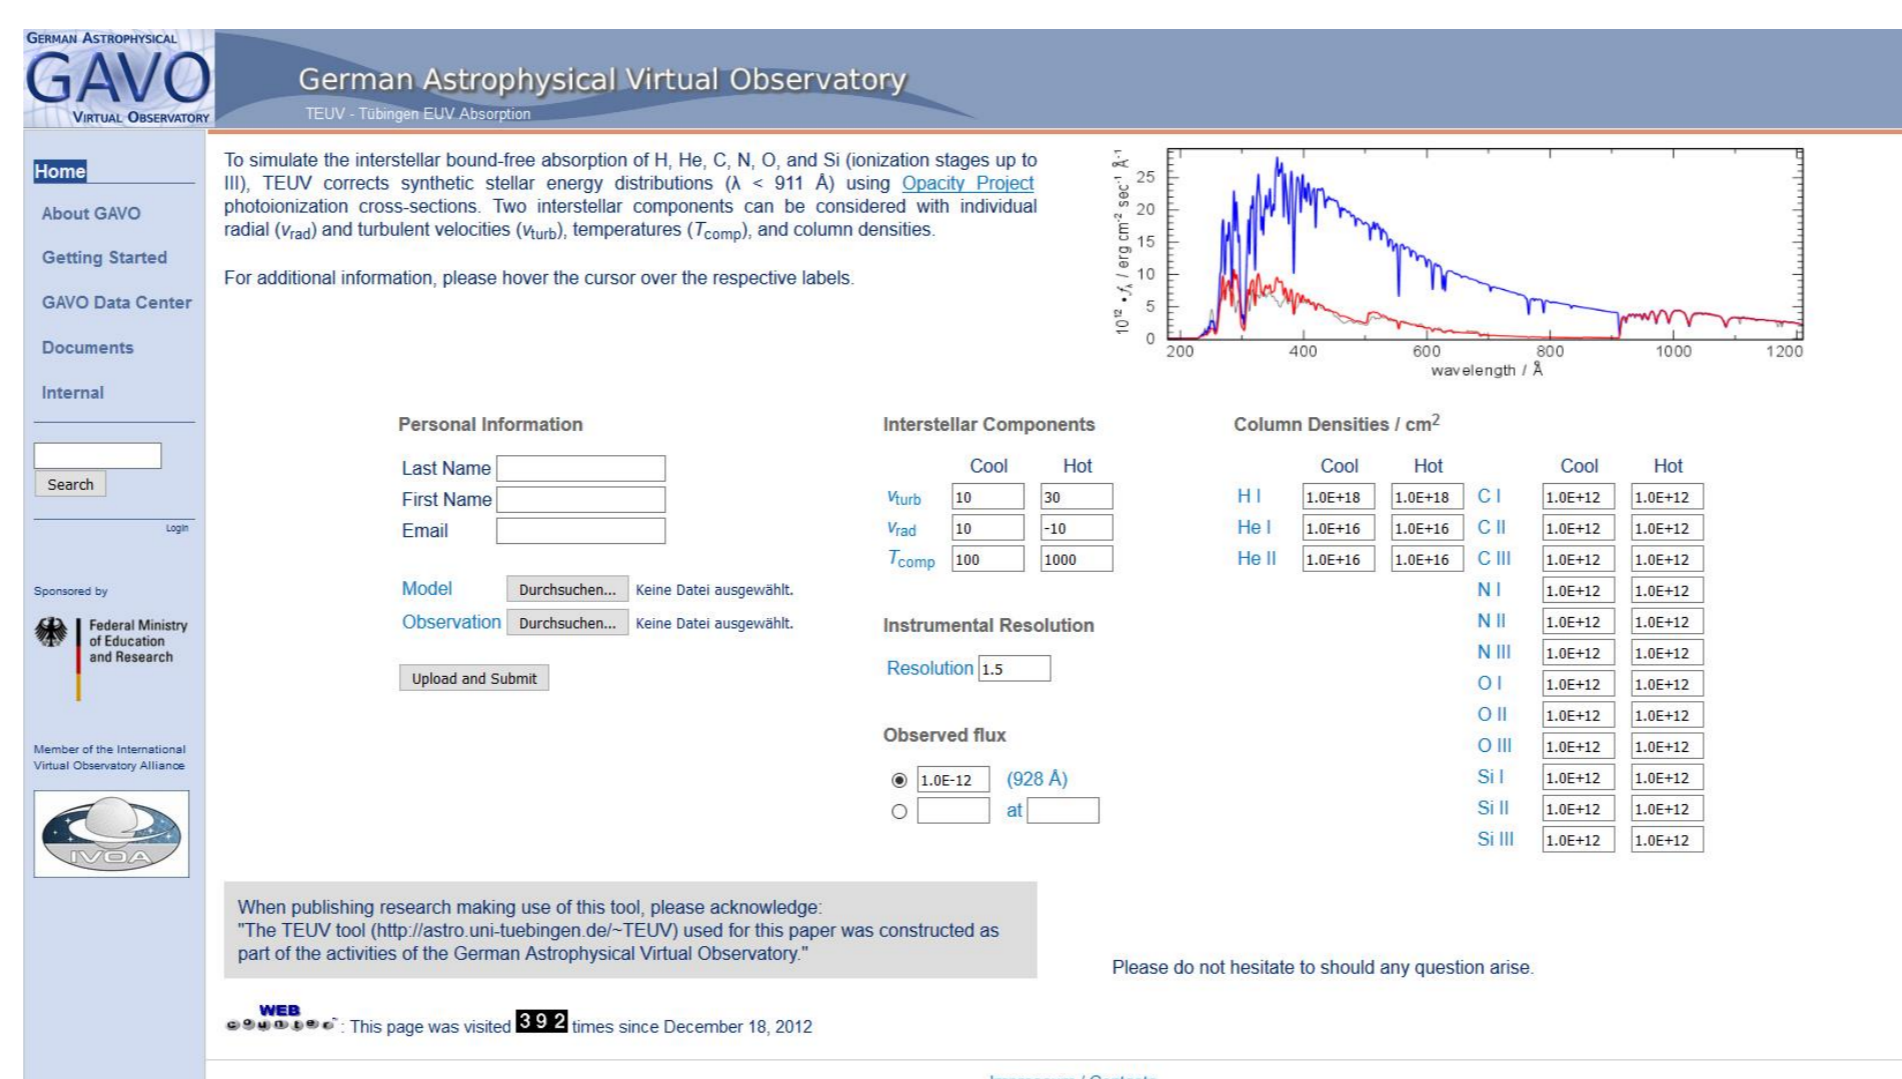 GERMAN ASTROPHYSICAL
GAVO
VIRTUAL OBSERVATORY
German Astrophysical Virtual Observatory
TEUV - Tübingen EUV Absorption
Home
About GAVO
Getting Started
GAVO Data Center
Documents
Internal
Search
Login
Sponsored by
Federal Ministry
of Education
and Research
Member of the International
Virtual Observatory Alliance
IVOA
To simulate the interstellar bound-free absorption of H, He, C, N, O, and Si (ionization stages up to
III), TEUV corrects synthetic stellar energy distributions (λ < 911 Å) using Opacity Project
photoionization cross-sections. Two interstellar components can be considered with individual
radial (vrad) and turbulent velocities (vturb), temperatures (Tcomp), and column densities.
For additional information, please hover the cursor over the respective labels.
10¹² • fλ / erg cm⁻² sec⁻¹ Å⁻¹
25
20
15
10
5
0
200 400 600 800 1000 1200
wavelength / Å
Personal Information
Last Name
First Name
Email
Model Durchsuchen... Keine Datei ausgewählt.
Observation Durchsuchen... Keine Datei ausgewählt.
Upload and Submit
Interstellar Components
Cool Hot
vturb 10 30
vrad 10 -10
Tcomp 100 1000
Instrumental Resolution
Resolution 1.5
Observed flux
1.0E-12 (928 Å)
at
Column Densities / cm²
Cool Hot Cool Hot
H I 1.0E+18 1.0E+18 C I 1.0E+12 1.0E+12
He I 1.0E+16 1.0E+16 C II 1.0E+12 1.0E+12
He II 1.0E+16 1.0E+16 C III 1.0E+12 1.0E+12
N I 1.0E+12 1.0E+12
N II 1.0E+12 1.0E+12
N III 1.0E+12 1.0E+12
O I 1.0E+12 1.0E+12
O II 1.0E+12 1.0E+12
O III 1.0E+12 1.0E+12
Si I 1.0E+12 1.0E+12
Si II 1.0E+12 1.0E+12
Si III 1.0E+12 1.0E+12
When publishing research making use of this tool, please acknowledge:
"The TEUV tool (http://astro.uni-tuebingen.de/~TEUV) used for this paper was constructed as
part of the activities of the German Astrophysical Virtual Observatory."
Please do not hesitate to should any question arise.
WEB
counter™: This page was visited 392 times since December 18, 2012